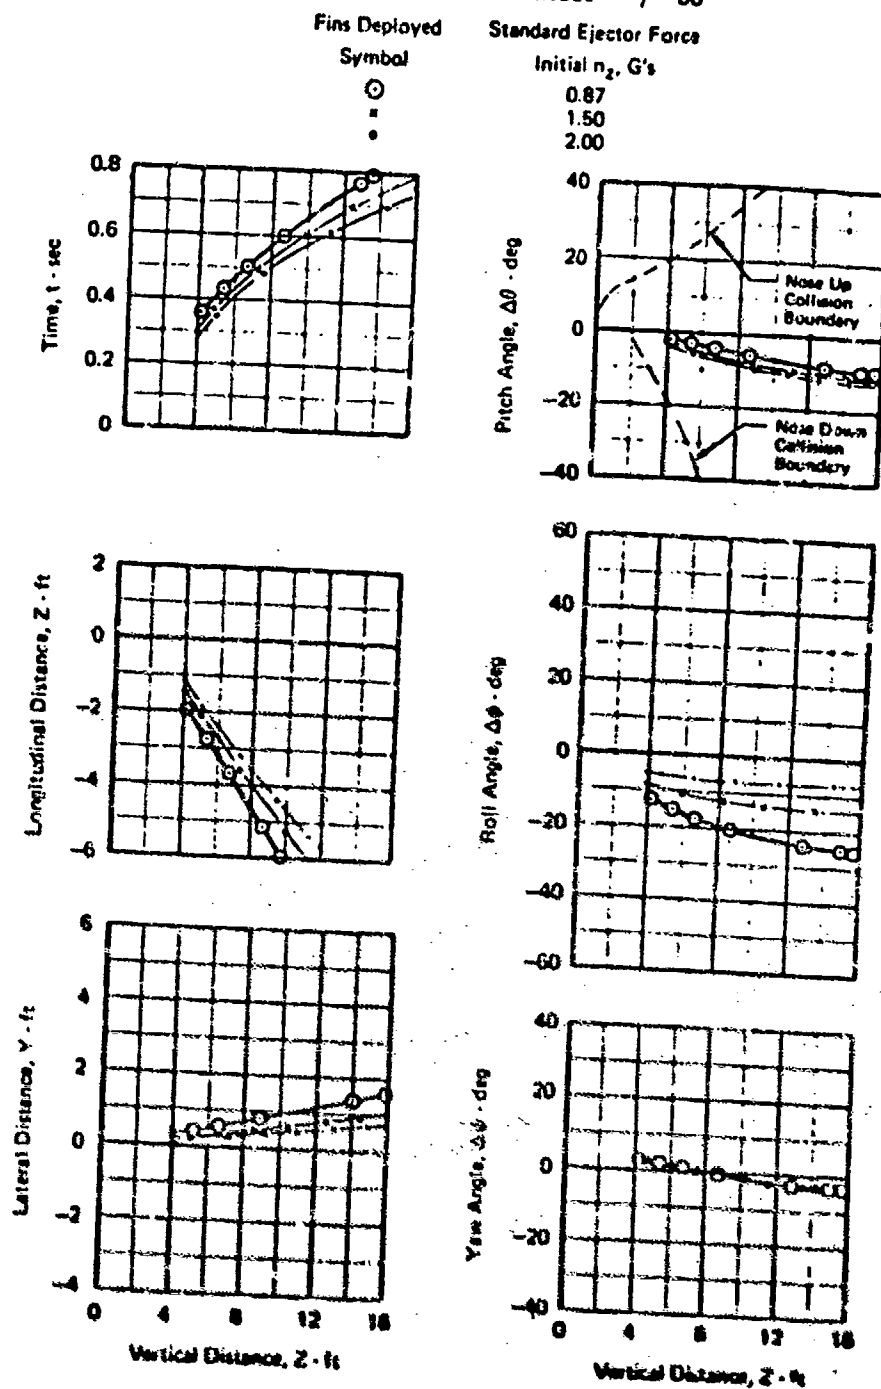 Fins Deployed
Standard Ejector Force
Symbol
Initial nz, G's
0.87
1.50
2.00
0.8
0.6
0.4
0.2
0
Time, t - sec
40
20
0
-20
-40
Pitch Angle, Δθ - deg
Nose Up
Collision
Boundary
Nose Down
Collision
Boundary
2
0
-2
-4
-6
Longitudinal Distance, Z - ft
60
40
20
0
-20
-40
-60
Roll Angle, Δϕ - deg
6
4
2
0
-2
-4
Lateral Distance, Y - ft
0
4
8
12
16
Vertical Distance, Z - ft
40
20
0
-20
-40
Yaw Angle, Δψ - deg
0
4
8
12
16
Vertical Distance, Z - ft